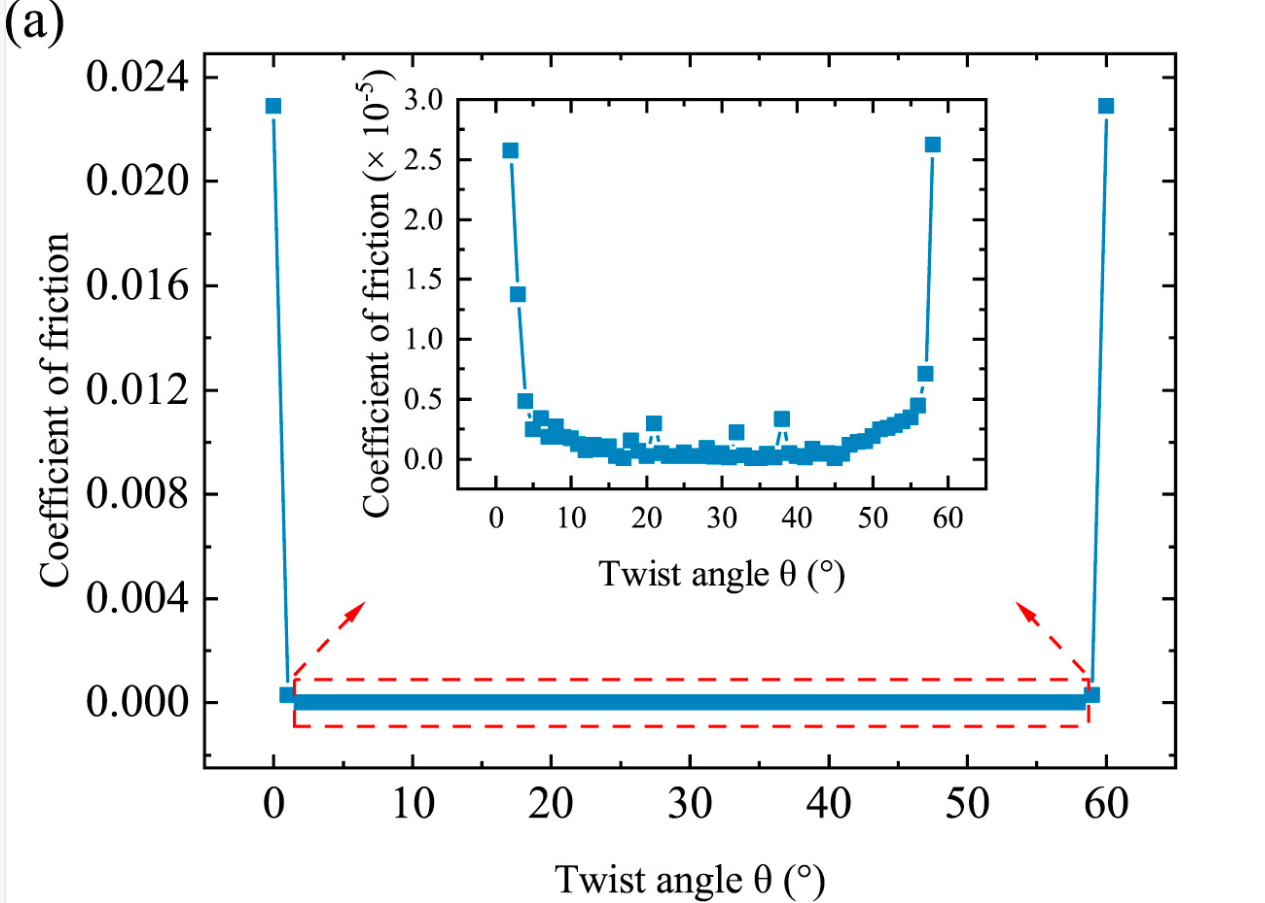 (a)
Coefficient of friction
0.024
0.020
0.016
0.012
0.008
0.004
0.000
0 10 20 30 40 50 60
Twist angle θ (°)
Coefficient of friction (× 10⁻⁵)
3.0
2.5
2.0
1.5
1.0
0.5
0.0
0 10 20 30 40 50 60
Twist angle θ (°)